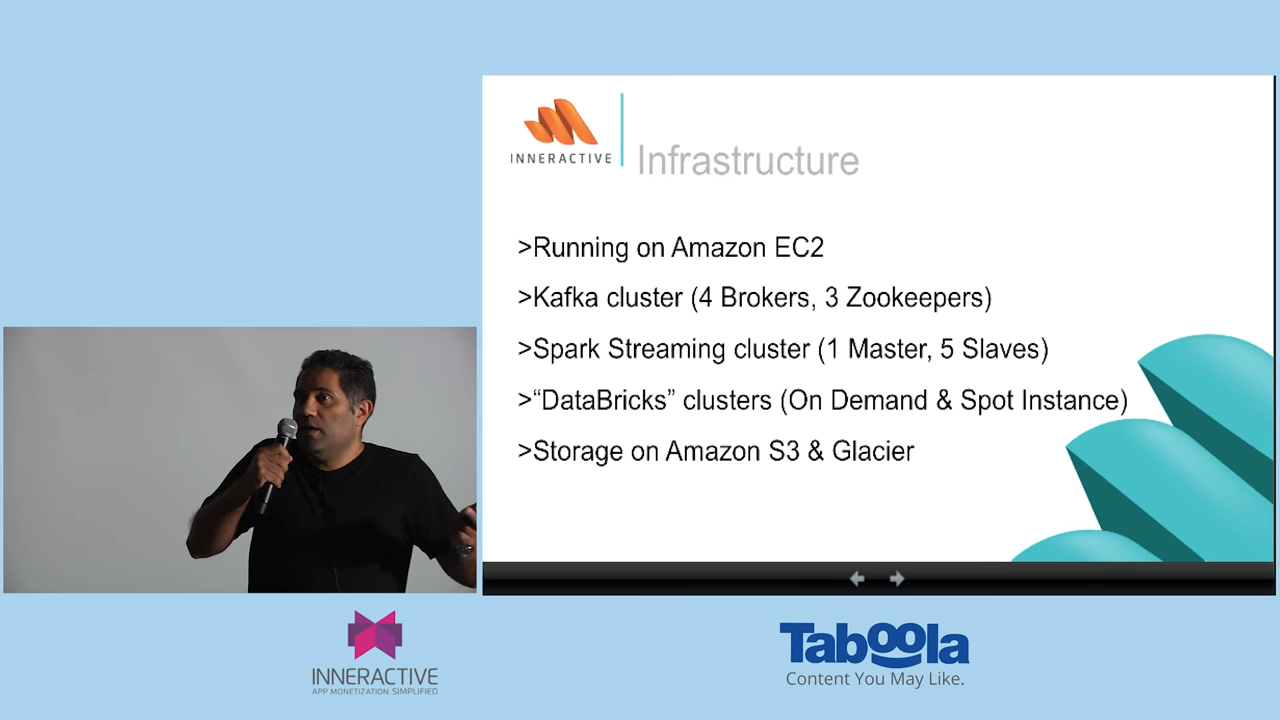 INNERACTIVE
Infrastructure
>Running on Amazon EC2
>Kafka cluster (4 Brokers, 3 Zookeepers)
>Spark Streaming cluster (1 Master, 5 Slaves)
>“DataBricks” clusters (On Demand & Spot Instance)
>Storage on Amazon S3 & Glacier
INNERACTIVE
APP MONETIZATION. SIMPLIFIED
Taboola
Content You May Like.